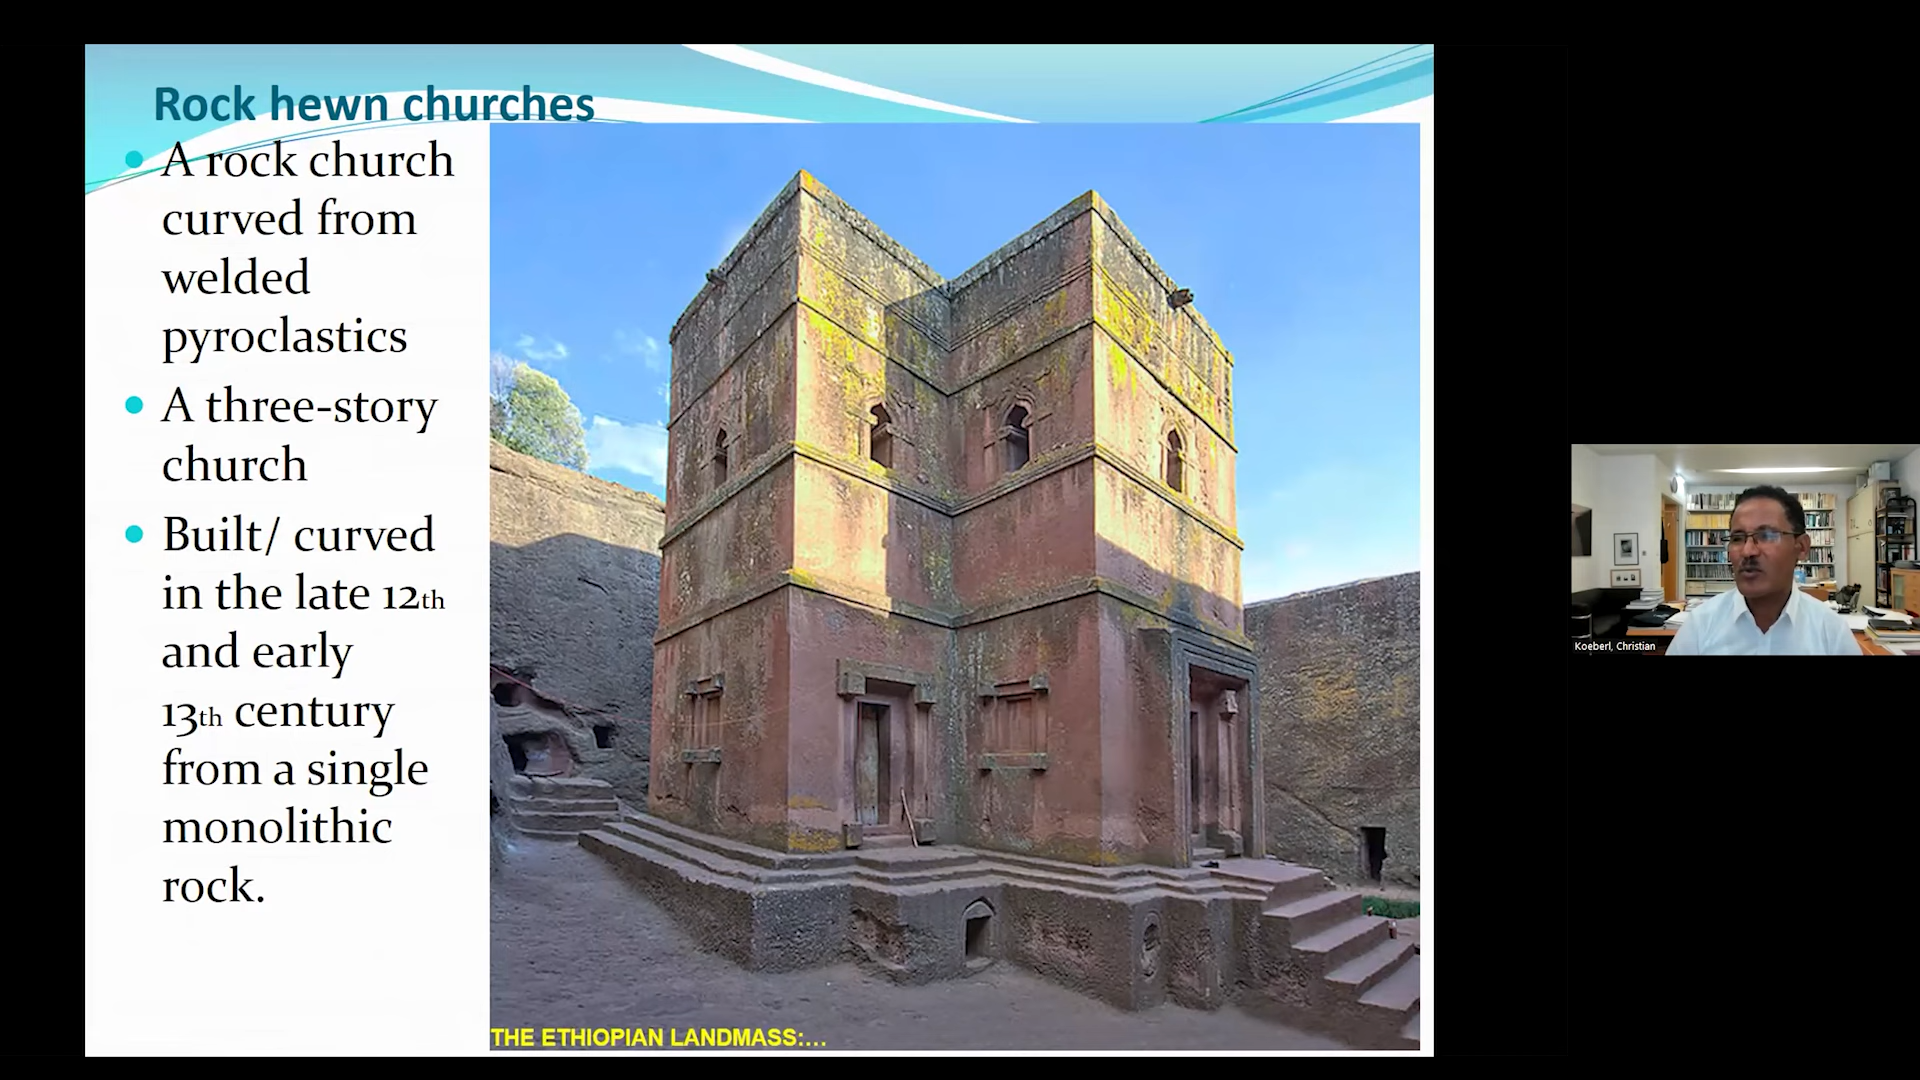 Rock hewn churches
A rock church
curved from
welded
pyroclastics
A three-story
church
Built/ curved
in the late 12th
and early
13th century
from a single
monolithic
rock.
THE ETHIOPIAN LANDMASS:...
Koeberl, Christian